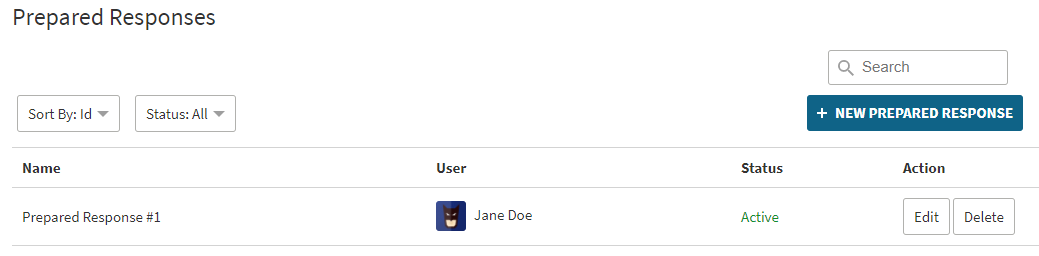 Prepared Responses
Search
Sort By: Id
Status: All
+ NEW PREPARED RESPONSE
Name User Status Action
Prepared Response #1 Jane Doe Active Edit Delete